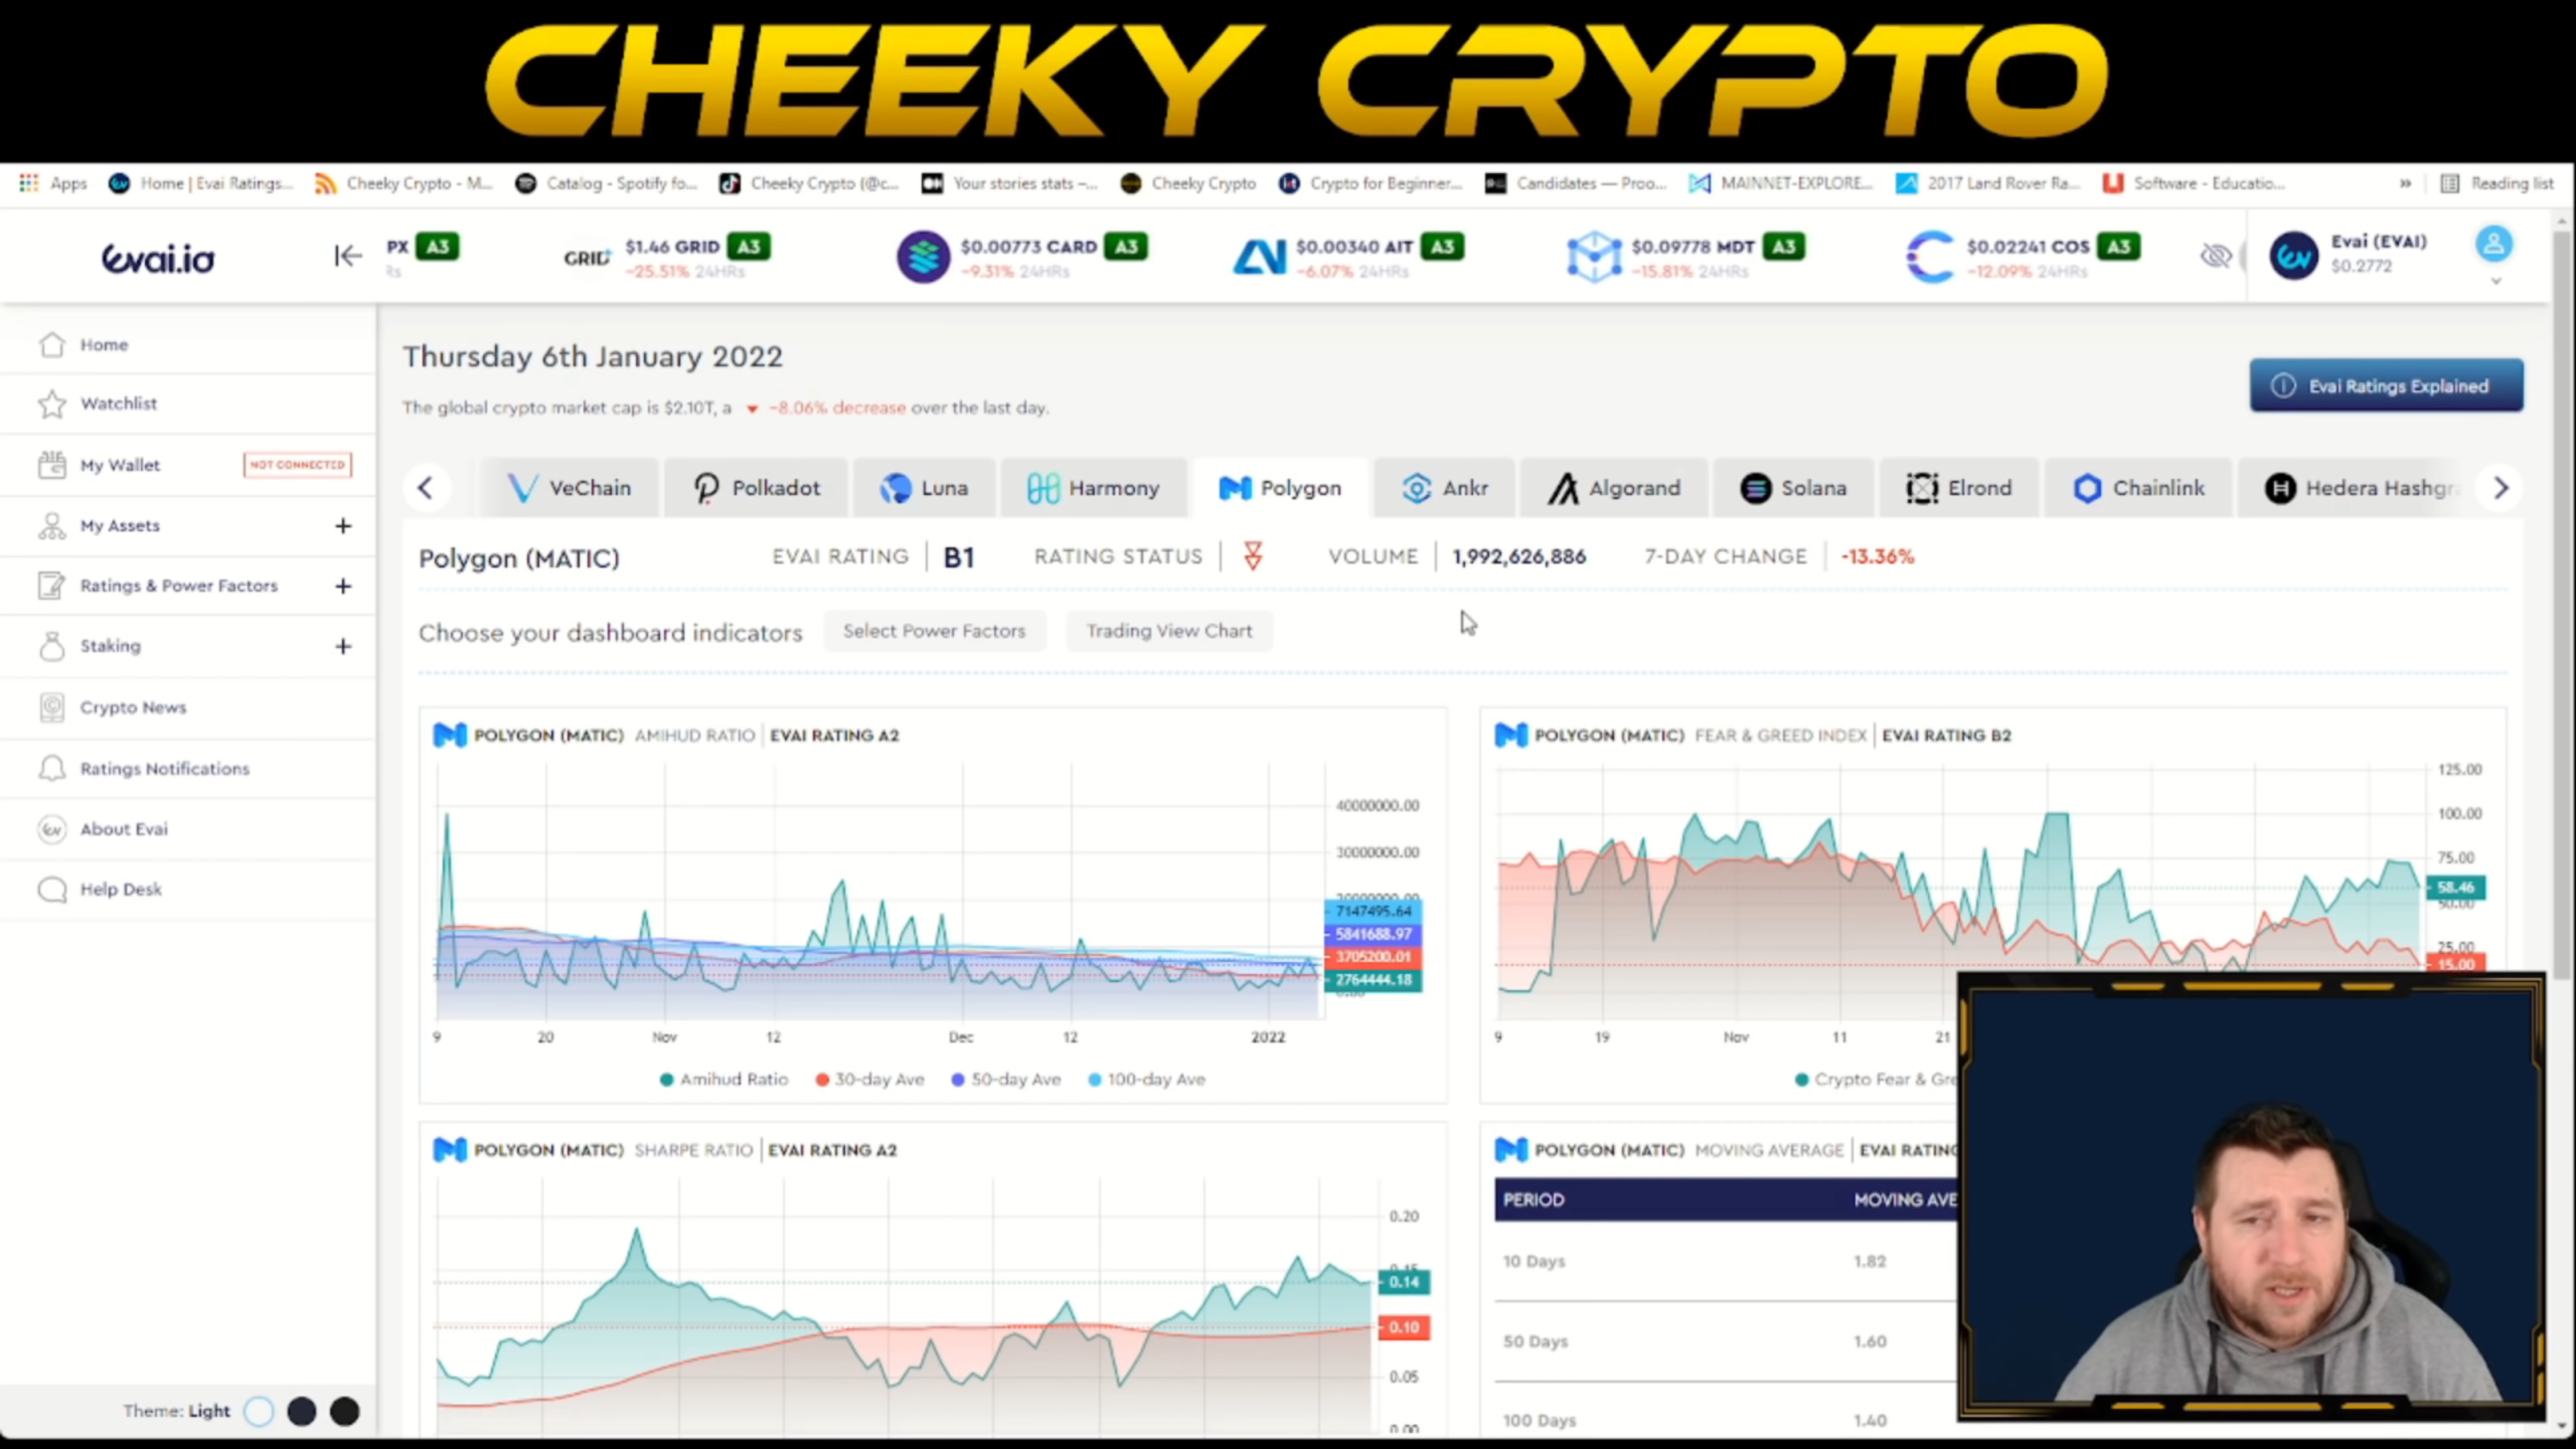 CHEEKY CRYPTO
Apps Home | Evai Ratings... Cheeky Crypto - M... Catalog - Spotify fo... Cheeky Crypto (@c... Your stories stats –... Cheeky Crypto Crypto for Beginner... Candidates — Proo... MAINNET-EXPLORE... 2017 Land Rover Ra... Software - Educatio... » Reading list
evai.io
PX A3
GRID $1.46 GRID A3
-25.51% 24HRs
$0.00773 CARD A3
-9.31% 24HRs
$0.00340 AIT A3
-6.07% 24HRs
$0.09778 MDT A3
-15.81% 24HRs
$0.02241 COS A3
-12.09% 24HRs
Evai (EVAI)
$0.2772
Home
Watchlist
My Wallet NOT CONNECTED
My Assets +
Ratings & Power Factors +
Staking +
Crypto News
Ratings Notifications
About Evai
Help Desk
Theme: Light
Thursday 6th January 2022
Evai Ratings Explained
The global crypto market cap is $2.10T, a ▼ -8.06% decrease over the last day.
VeChain Polkadot Luna Harmony Polygon Ankr Algorand Solana Elrond Chainlink Hedera Hashgr
Polygon (MATIC) EVAI RATING B1 RATING STATUS VOLUME 1,992,626,886 7-DAY CHANGE -13.36%
Choose your dashboard indicators Select Power Factors Trading View Chart
POLYGON (MATIC) AMIHUD RATIO EVAI RATING A2
40000000.00
30000000.00
7147495.64
5841688.97
3705200.01
2764444.18
9 20 Nov 12 Dec 12 2022
Amihud Ratio 30-day Ave 50-day Ave 100-day Ave
POLYGON (MATIC) FEAR & GREED INDEX EVAI RATING B2
125.00
100.00
75.00
58.46
50.00
25.00
15.00
9 19 Nov 11 21
Crypto Fear & Gre
POLYGON (MATIC) SHARPE RATIO EVAI RATING A2
0.20
0.14
0.10
0.05
0.00
POLYGON (MATIC) MOVING AVERAGE EVAI RATING
PERIOD MOVING AVE
10 Days 1.82
50 Days 1.60
100 Days 1.40